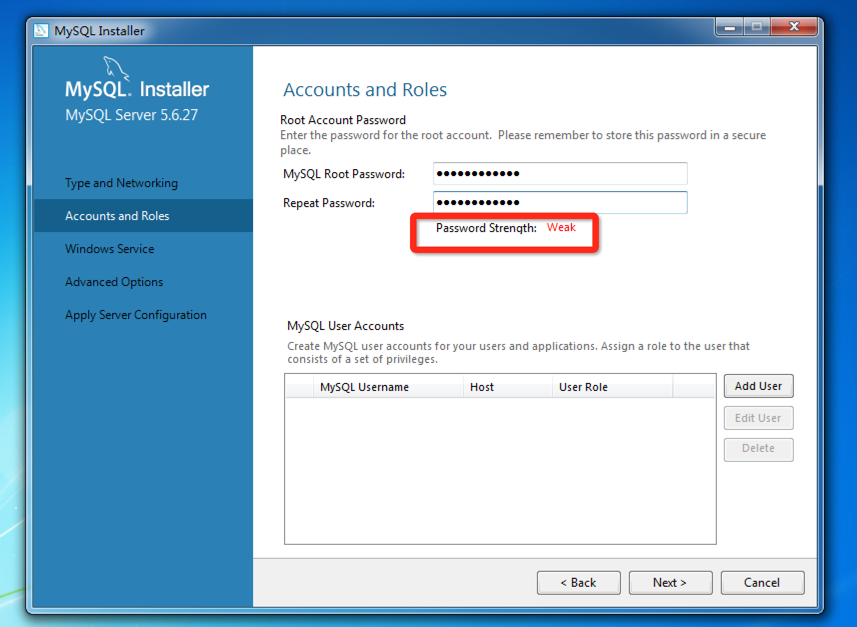 MySQL Installer
MySQL. Installer
MySQL Server 5.6.27
Type and Networking
Accounts and Roles
Windows Service
Advanced Options
Apply Server Configuration
Accounts and Roles
Root Account Password
Enter the password for the root account. Please remember to store this password in a secure
place.
MySQL Root Password:
Repeat Password:
Password Strength: Weak
MySQL User Accounts
Create MySQL user accounts for your users and applications. Assign a role to the user that
consists of a set of privileges.
MySQL Username Host User Role
Add User
Edit User
Delete
< Back Next > Cancel